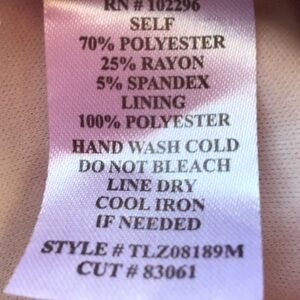 RN # 102296
SELF
70% POLYESTER
25% RAYON
5% SPANDEX
LINING
100% POLYESTER
HAND WASH COLD
DO NOT BLEACH
LINE DRY
COOL IRON
IF NEEDED
STYLE # TLZ08189M
CUT # 83061